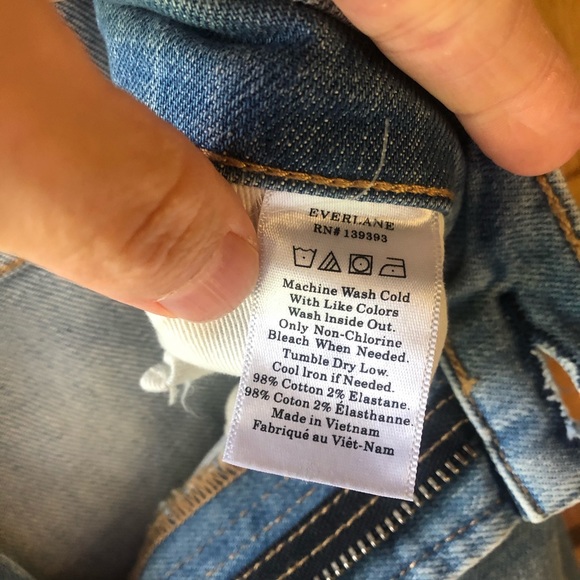 EVERLANE
RN# 139393
Machine Wash Cold
With Like Colors
Wash Inside Out.
Only Non-Chlorine
Bleach When Needed.
Tumble Dry Low.
Cool Iron if Needed.
98% Cotton 2% Elastane.
98% Coton 2% Élasthanne.
Made in Vietnam
Fabriqué au Viêt-Nam